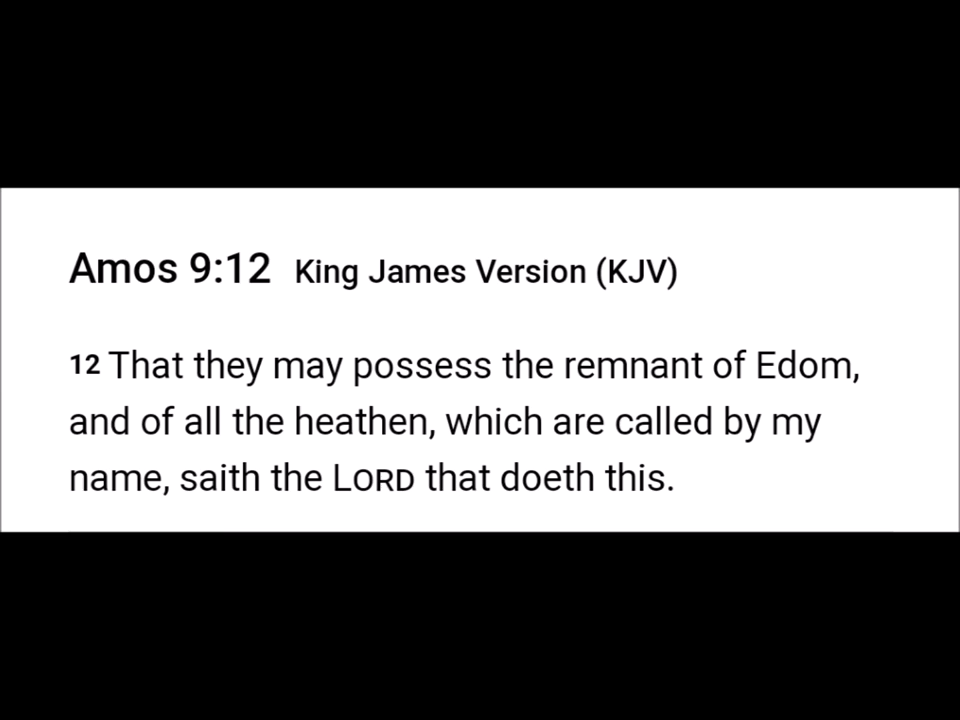 Amos 9:12 King James Version (KJV)
12 That they may possess the remnant of Edom,
and of all the heathen, which are called by my
name, saith the LORD that doeth this.